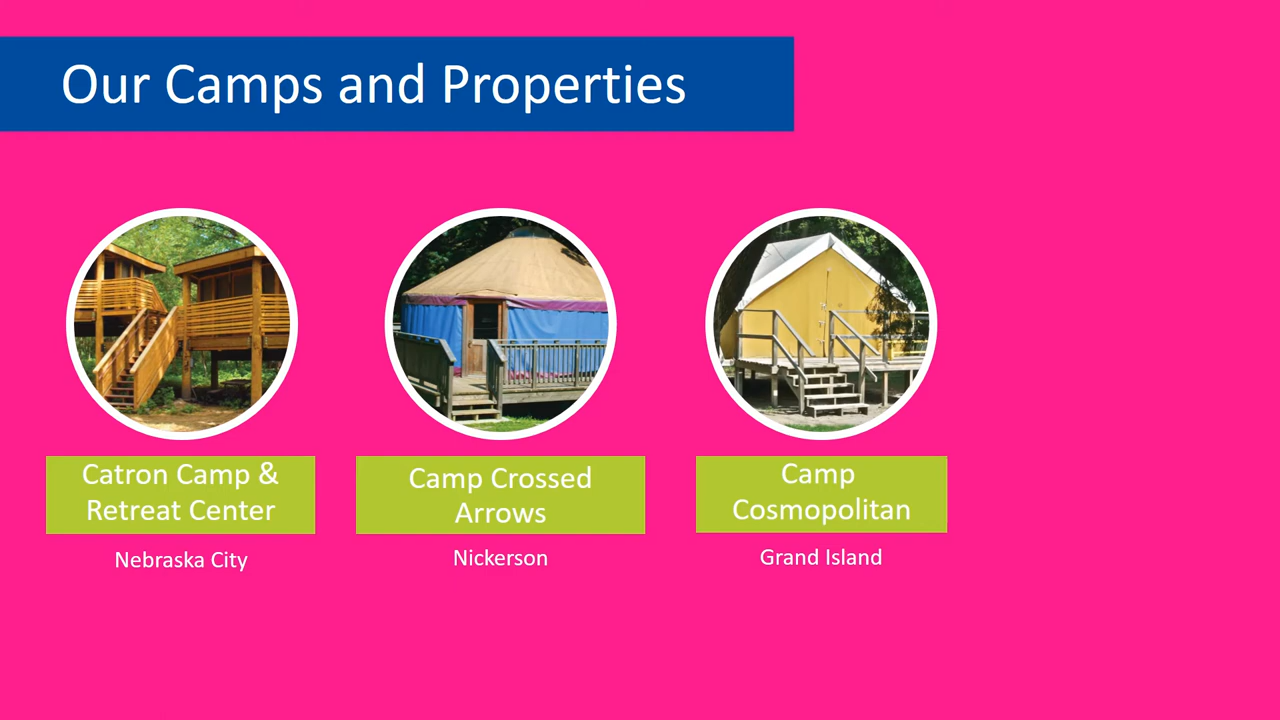 Our Camps and Properties
Catron Camp &
Retreat Center
Nebraska City
Camp Crossed
Arrows
Nickerson
Camp
Cosmopolitan
Grand Island